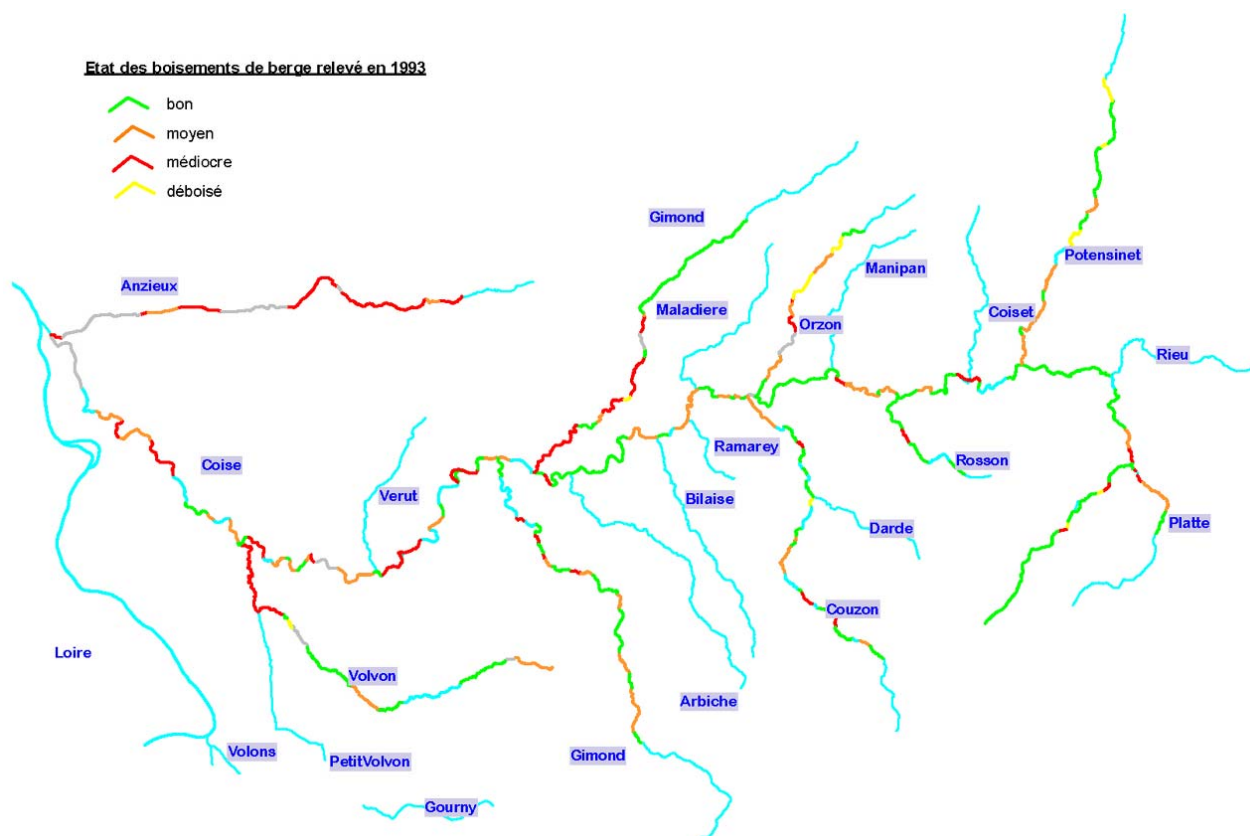 Etat des boisements de berge relevé en 1993
bon
moyen
médiocre
déboisé
Gimond
Potensinet
Manipan
Anzieux
Maladiere
Coiset
Orzon
Rieu
Ramarey
Rosson
Coise
Verut
Bilaise
Platte
Darde
Couzon
Loire
Volvon
Arbiche
Volons
PetitVolvon
Gimond
Gourny